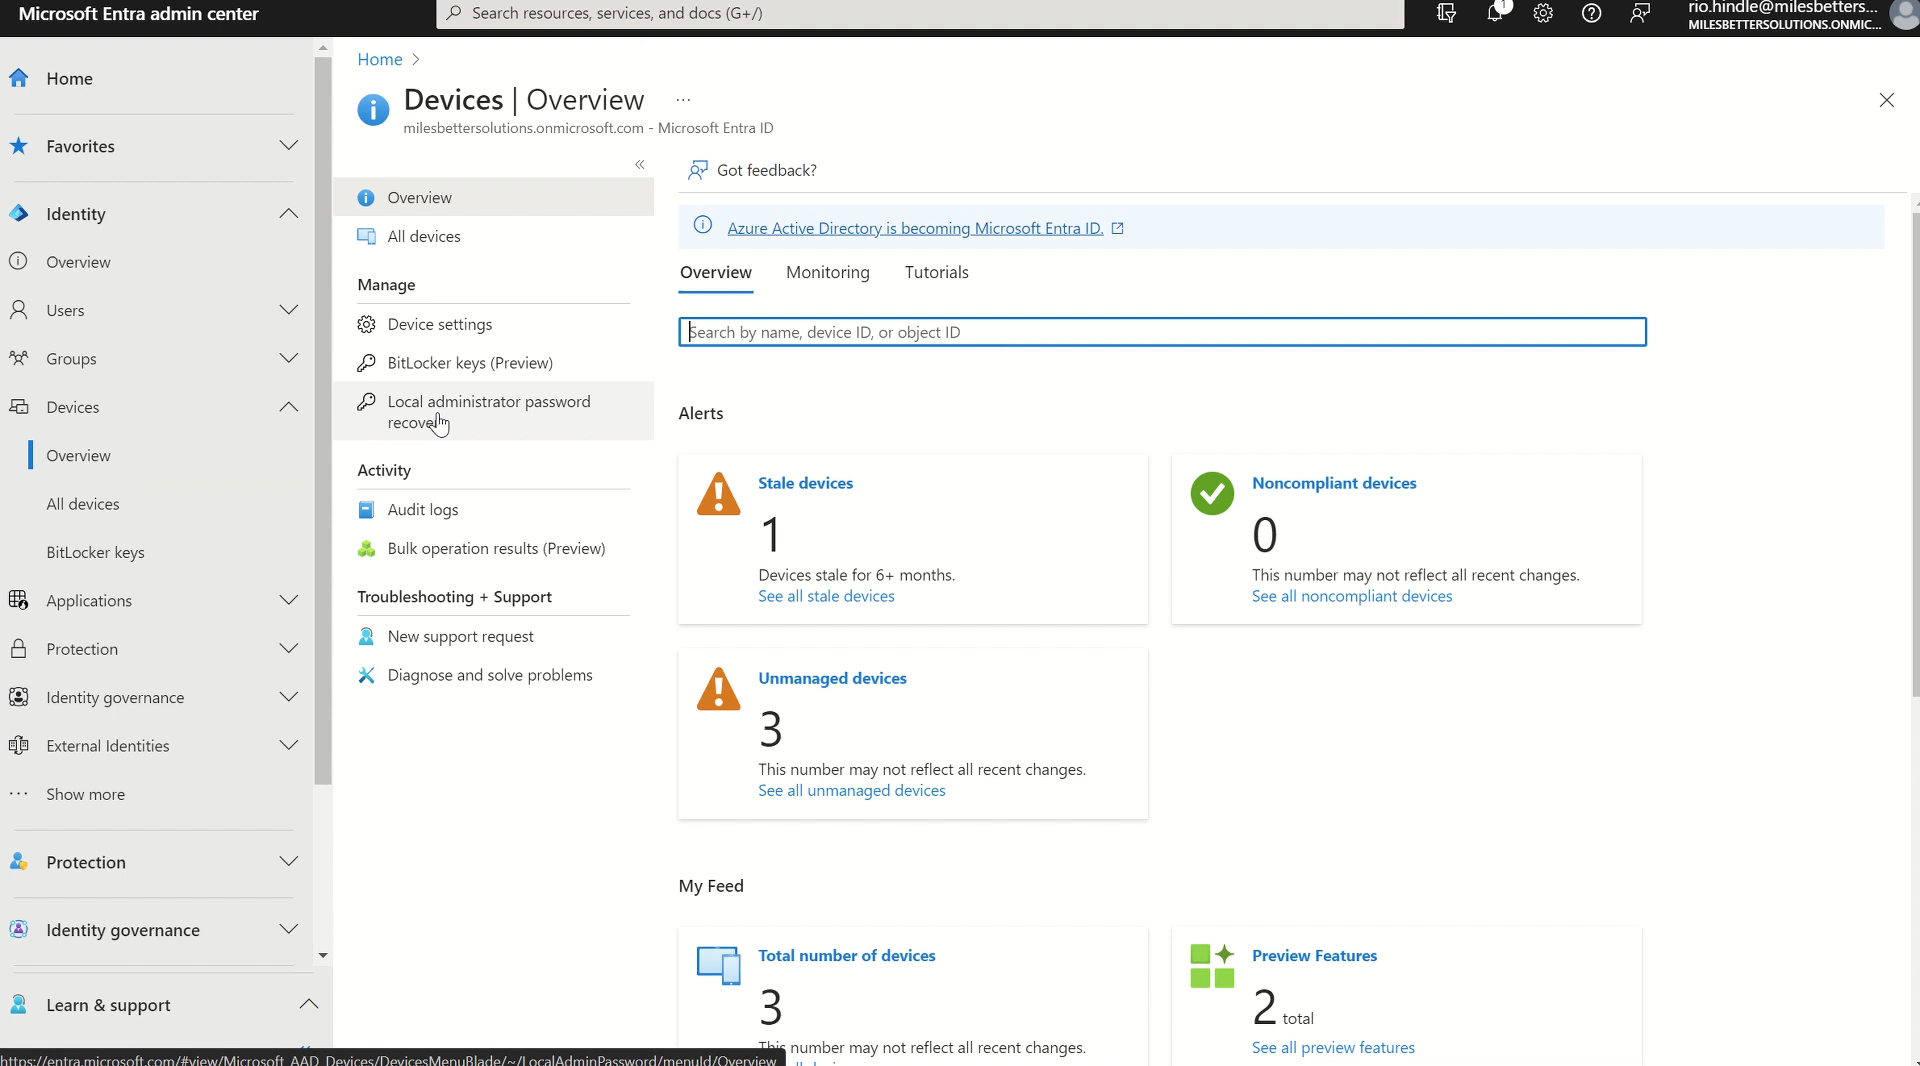 Microsoft Entra admin center
Search resources, services, and docs (G+/)
1
rio.hindle@milesbetters...
MILESBETTERSOLUTIONS.ONMIC...
Home
Favorites
Identity
Overview
Users
Groups
Devices
Overview
All devices
BitLocker keys
Applications
Protection
Identity governance
External Identities
Show more
Protection
Identity governance
Learn & support
https://entra.microsoft.com/#view/Microsoft_AAD_Devices/DevicesMenuBlade/~/LocalAdminPassword/menuId/Overview
Home >
Devices | Overview ...
milesbettersolutions.onmicrosoft.com - Microsoft Entra ID
Overview
All devices
Manage
Device settings
BitLocker keys (Preview)
Local administrator password
Activity
Audit logs
Bulk operation results (Preview)
Troubleshooting + Support
New support request
Diagnose and solve problems
Got feedback?
Azure Active Directory is becoming Microsoft Entra ID.
Overview Monitoring Tutorials
Search by name, device ID, or object ID
Alerts
Stale devices
1
Devices stale for 6+ months.
See all stale devices
Noncompliant devices
0
This number may not reflect all recent changes.
See all noncompliant devices
Unmanaged devices
3
This number may not reflect all recent changes.
See all unmanaged devices
My Feed
Total number of devices
3
This number may not reflect all recent changes.
Preview Features
2 total
See all preview features